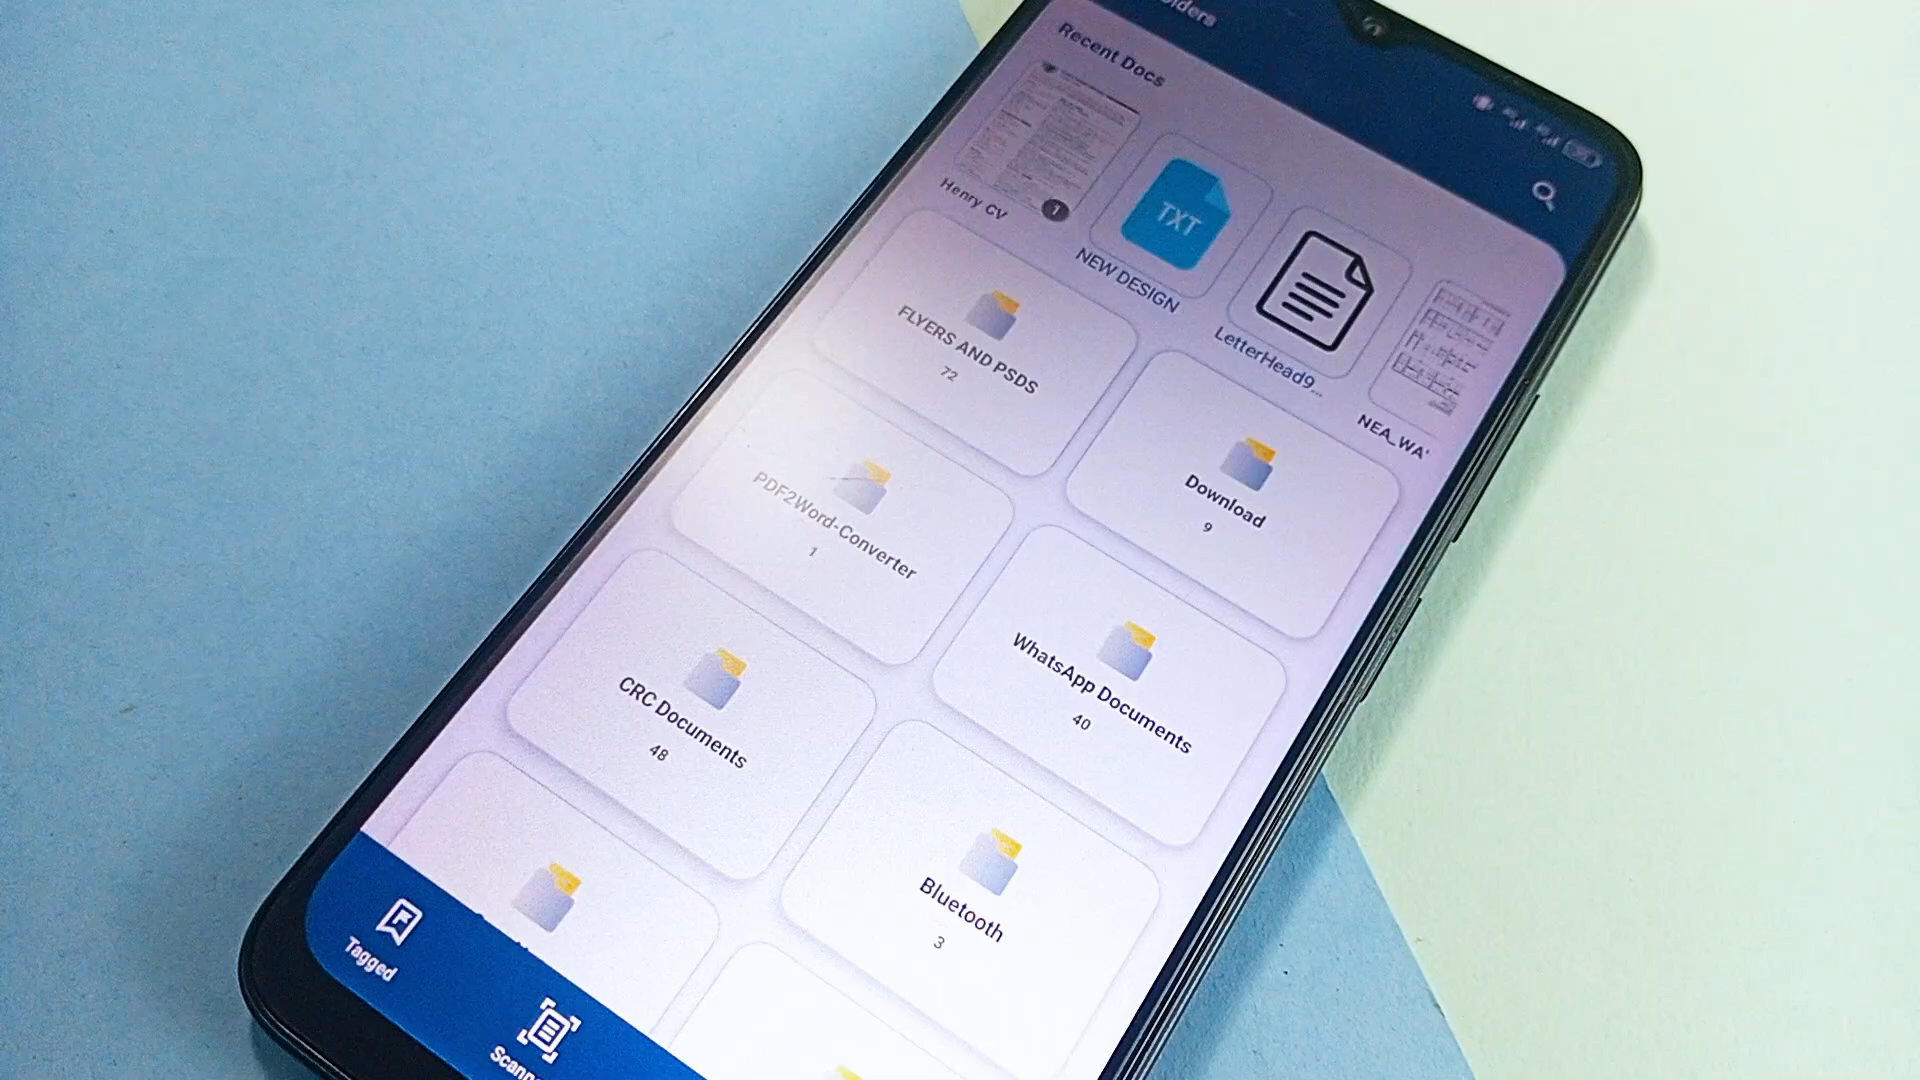 Recent Docs
Henry CV
1
TXT
NEW DESIGN
LetterHead9...
NEA_WA'
FLYERS AND PSDS
72
Download
9
PDF2Word-Converter
1
WhatsApp Documents
40
CRC Documents
48
Bluetooth
3
Tagged